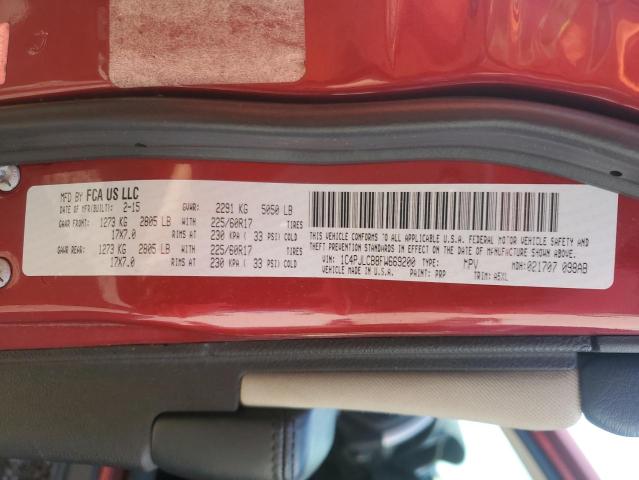 MFD BY FCA US LLC
DATE OF MFR(BUILT): 2-15 GVWR: 2291 KG 5050 LB
GAWR FRONT: 1273 KG 2805 LB WITH 225/60R17 TIRES
17X7.0 RIMS AT 230 KPA ( 33 PSI) COLD
GAWR REAR: 1273 KG 2805 LB WITH 225/60R17 TIRES
17X7.0 RIMS AT 230 KPA ( 33 PSI) COLD
THIS VEHICLE CONFORMS TO ALL APPLICABLE U.S.A. FEDERAL MOTOR VEHICLE SAFETY AND
THEFT PREVENTION STANDARDS IN EFFECT ON THE DATE OF MANUFACTURE SHOWN ABOVE.
VIN: 1C4PJLCB8FW669200 TYPE: MPV MDH: 021707 098AB
VEHICLE MADE IN U.S.A. PAINT: PRP TRIM: A5XL